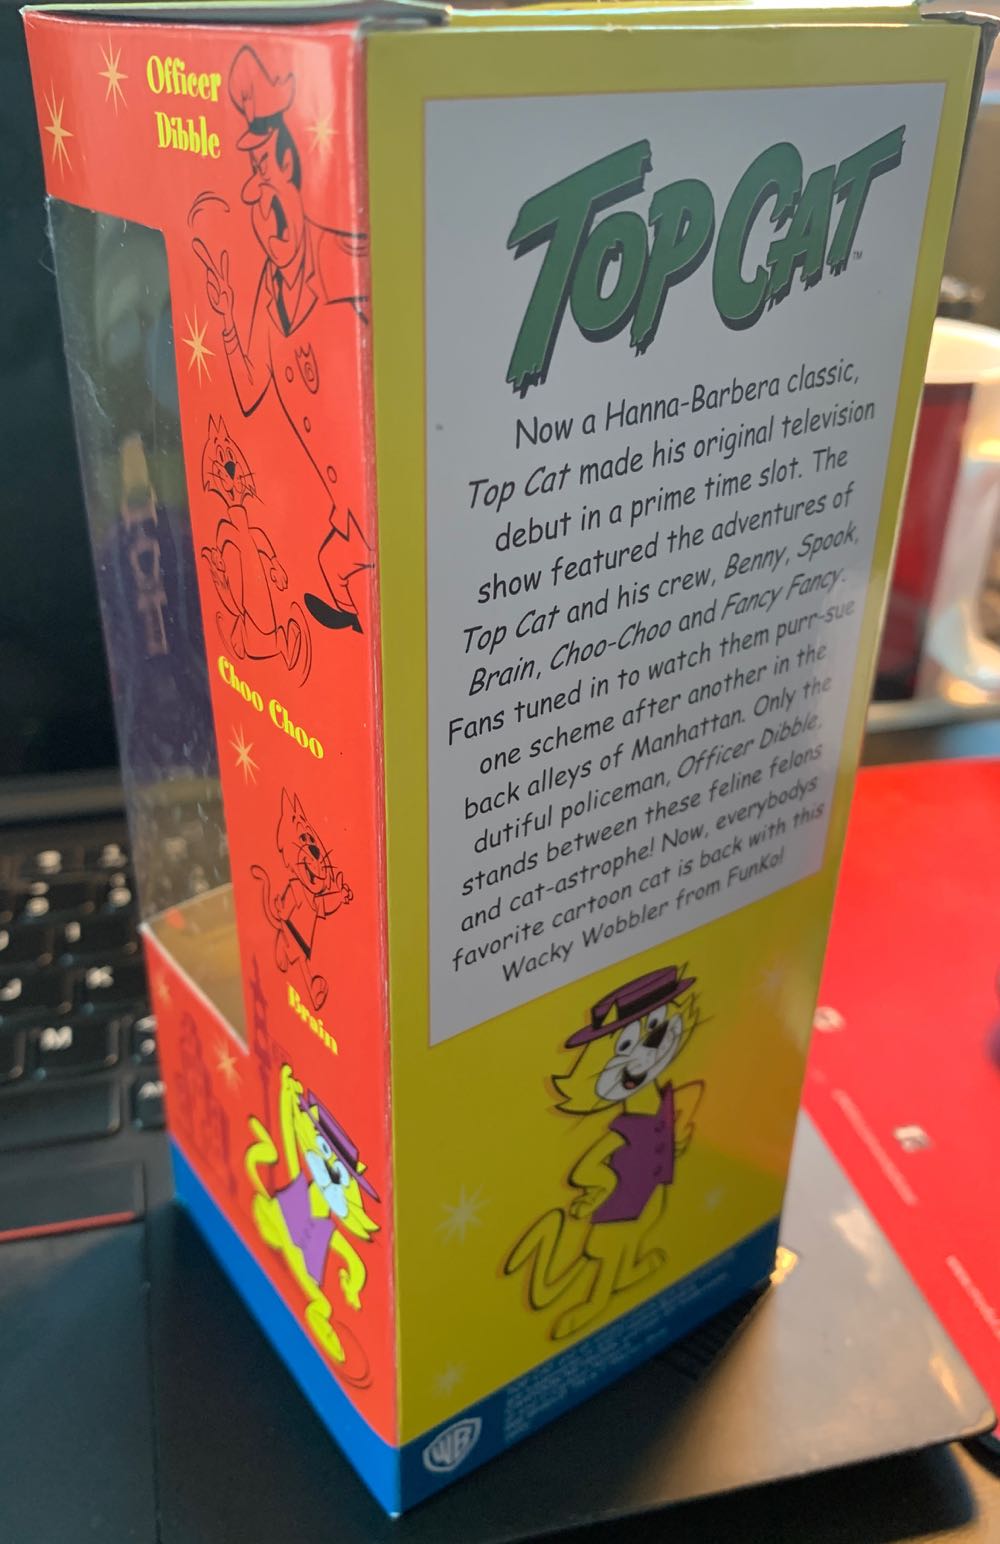 Officer
Dibble
Choo Choo
Brain
TOP CAT™
Now a Hanna-Barbera classic,
Top Cat made his original television
debut in a prime time slot. The
show featured the adventures of
Top Cat and his crew, Benny, Spook,
Brain, Choo-Choo and Fancy Fancy.
Fans tuned in to watch them purr-sue
one scheme after another in the
back alleys of Manhattan. Only the
dutiful policeman, Officer Dibble,
stands between these feline felons
and cat-astrophe! Now, everybodys
favorite cartoon cat is back with this
Wacky Wobbler from FunKo!
WB
J
K
M